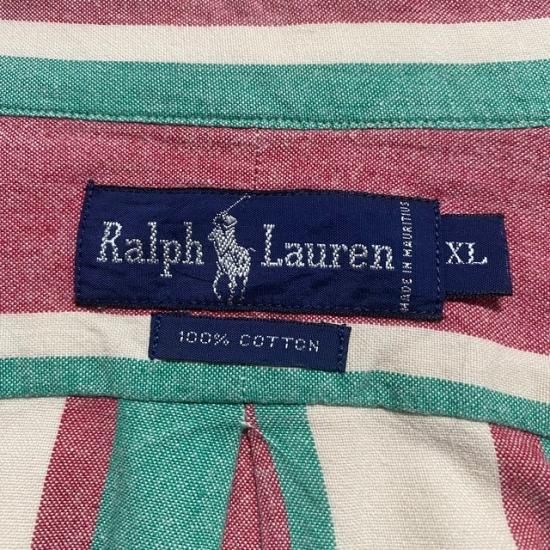 Ralph Lauren
MADE IN MAURITIUS
XL
100% COTTON